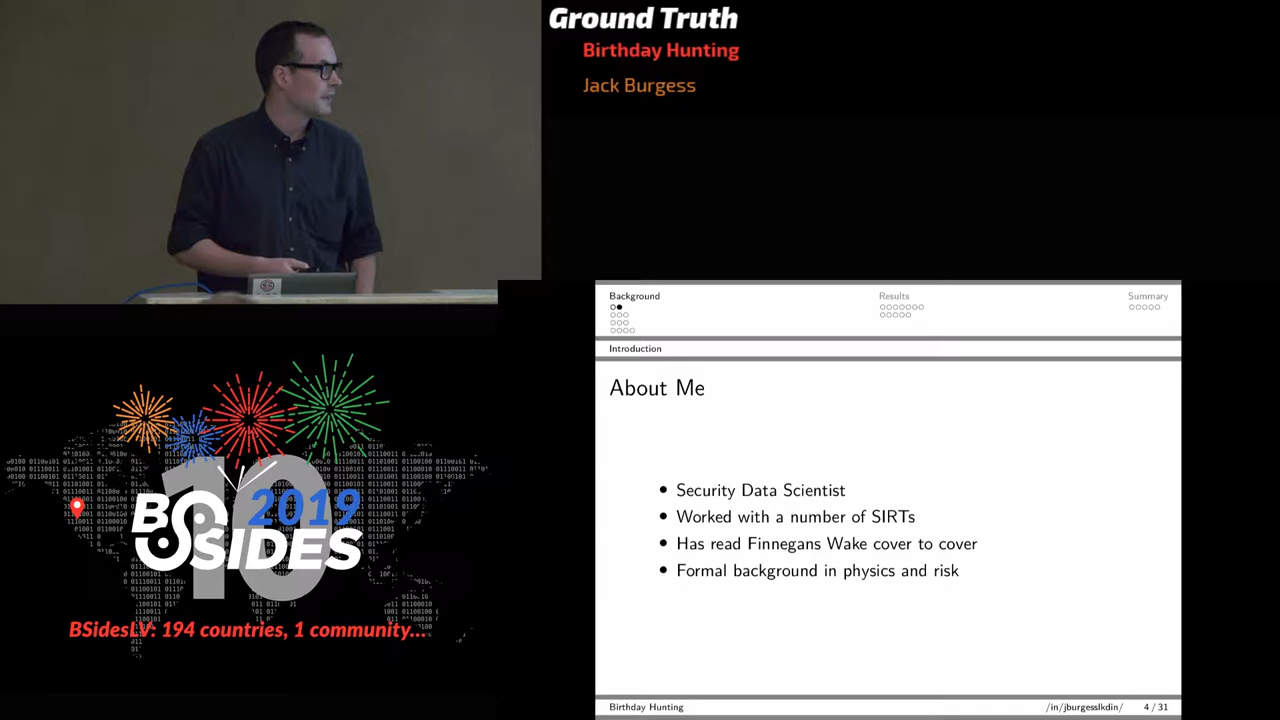 Ground Truth
Birthday Hunting
Jack Burgess
Background
Results
Summary
Introduction
About Me
Security Data Scientist
Worked with a number of SIRTs
Has read Finnegans Wake cover to cover
Formal background in physics and risk
Birthday Hunting
/in/jburgesslkdin/
4 / 31
10
2019
BSIDES
BSidesLV: 194 countries, 1 community...